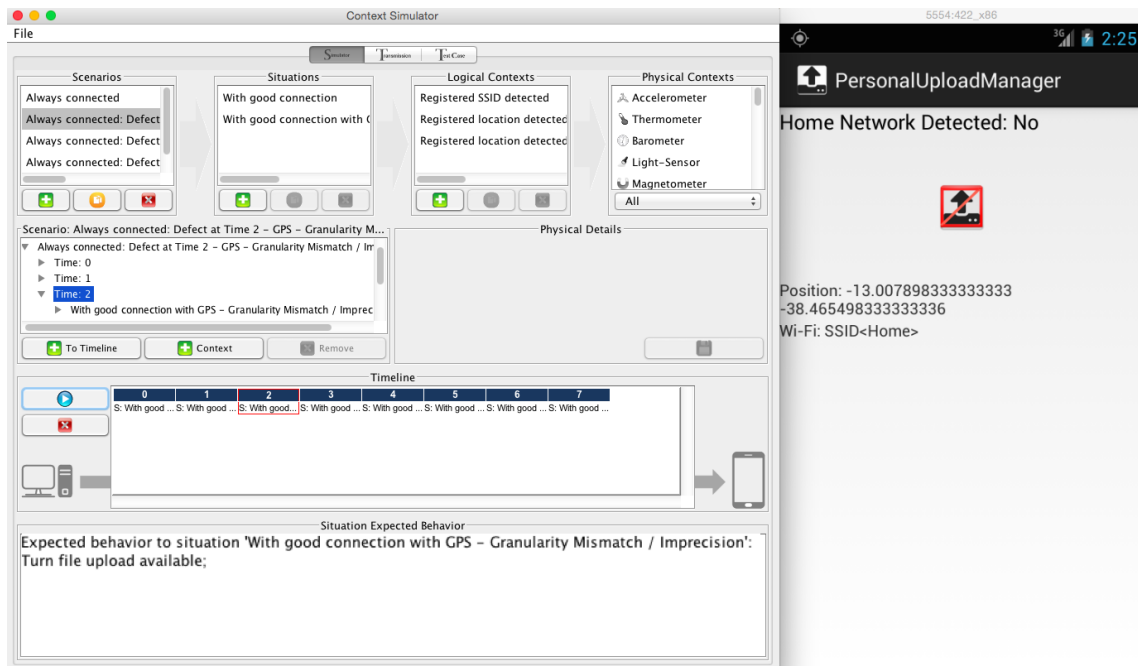 Context Simulator
File
Simulator Transmission Test Case
Scenarios
Always connected
Always connected: Defect
Always connected: Defect
Always connected: Defect
Situations
With good connection
With good connection with (
Logical Contexts
Registered SSID detected
Registered location detected
Registered location detected
Physical Contexts
Accelerometer
Thermometer
Barometer
Light-Sensor
Magnetometer
All
Scenario: Always connected: Defect at Time 2 - GPS - Granularity M...
Always connected: Defect at Time 2 - GPS - Granularity Mismatch / Im
Time: 0
Time: 1
Time: 2
With good connection with GPS - Granularity Mismatch / Imprec
To Timeline
Context
Remove
Physical Details
Timeline
0 1 2 3 4 5 6 7
S: With good ... S: With good ... S: With good... S: With good ... S: With good ... S: With good ... S: With good ... S: With good ...
Situation Expected Behavior
Expected behavior to situation 'With good connection with GPS - Granularity Mismatch / Imprecision':
Turn file upload available;
5554:422_x86
3G 2:25
PersonalUploadManager
Home Network Detected: No
Position: -13.007898333333333
-38.465498333333336
Wi-Fi: SSID<Home>